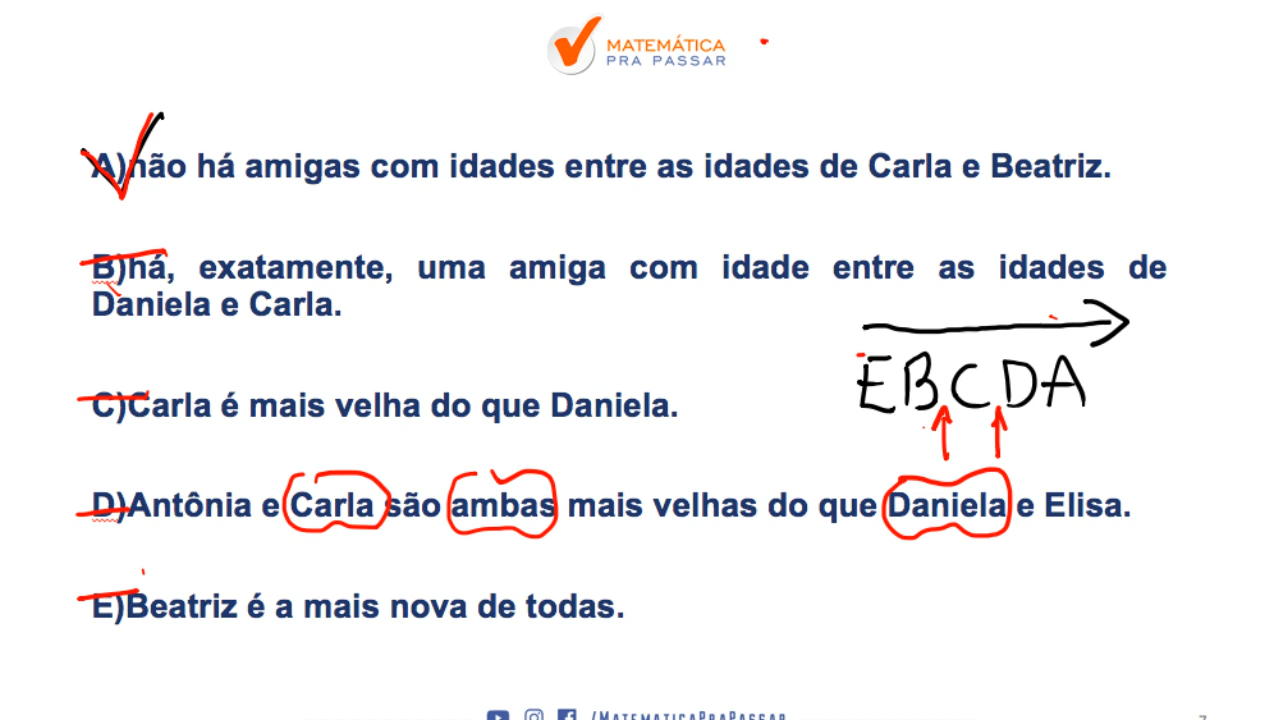 MATEMÁTICA
PRA PASSAR
A)não há amigas com idades entre as idades de Carla e Beatriz.
B)há, exatamente, uma amiga com idade entre as idades de
Daniela e Carla.
EBCDA
C)Carla é mais velha do que Daniela.
D)Antônia e Carla são ambas mais velhas do que Daniela e Elisa.
E)Beatriz é a mais nova de todas.
/MATEMATICAPRAPASSAR